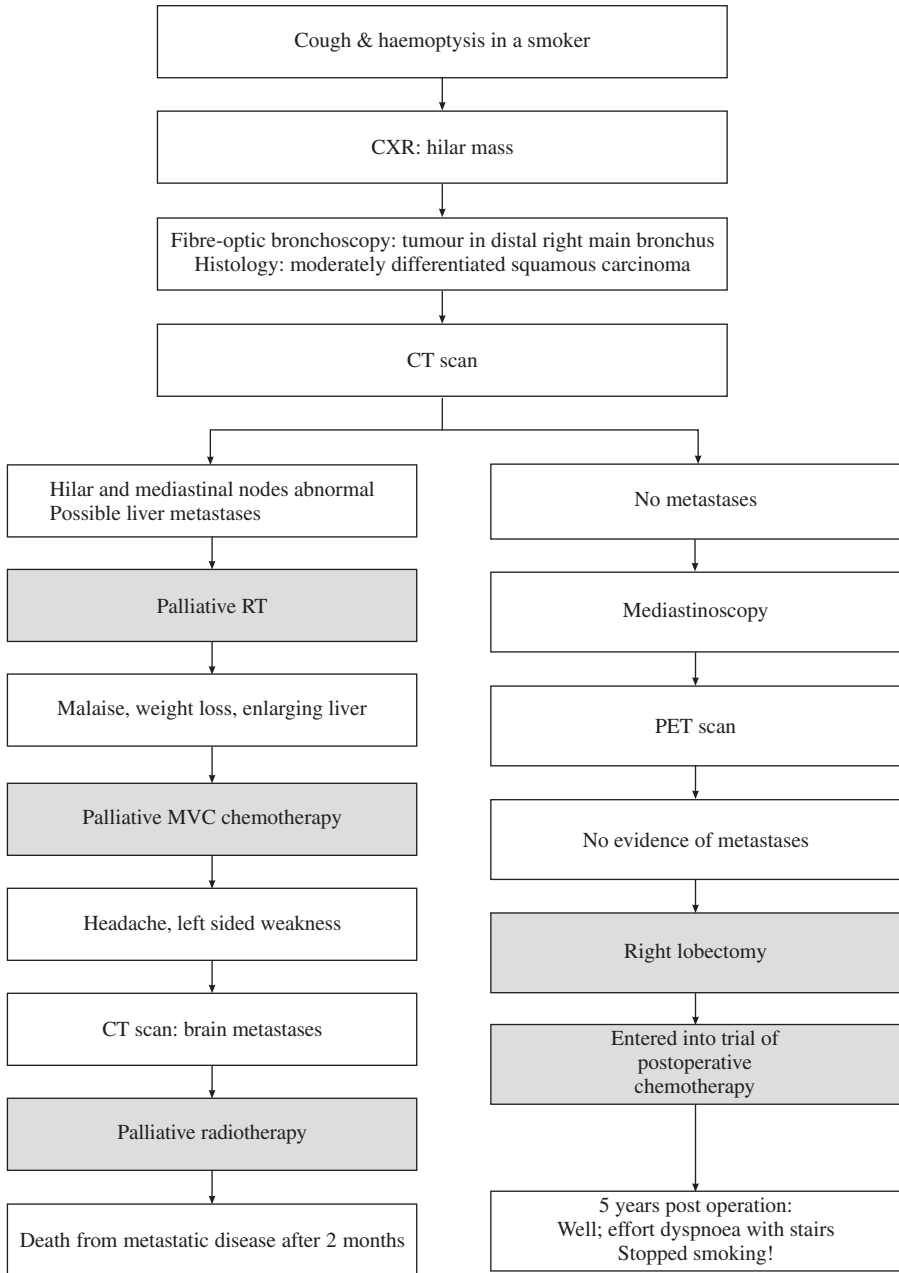 Cough & haemoptysis in a smoker
CXR: hilar mass
Fibre-optic bronchoscopy: tumour in distal right main bronchus
Histology: moderately differentiated squamous carcinoma
CT scan
Hilar and mediastinal nodes abnormal
Possible liver metastases
Palliative RT
Malaise, weight loss, enlarging liver
Palliative MVC chemotherapy
Headache, left sided weakness
CT scan: brain metastases
Palliative radiotherapy
Death from metastatic disease after 2 months
No metastases
Mediastinoscopy
PET scan
No evidence of metastases
Right lobectomy
Entered into trial of
postoperative
chemotherapy
5 years post operation:
Well; effort dyspnoea with stairs
Stopped smoking!